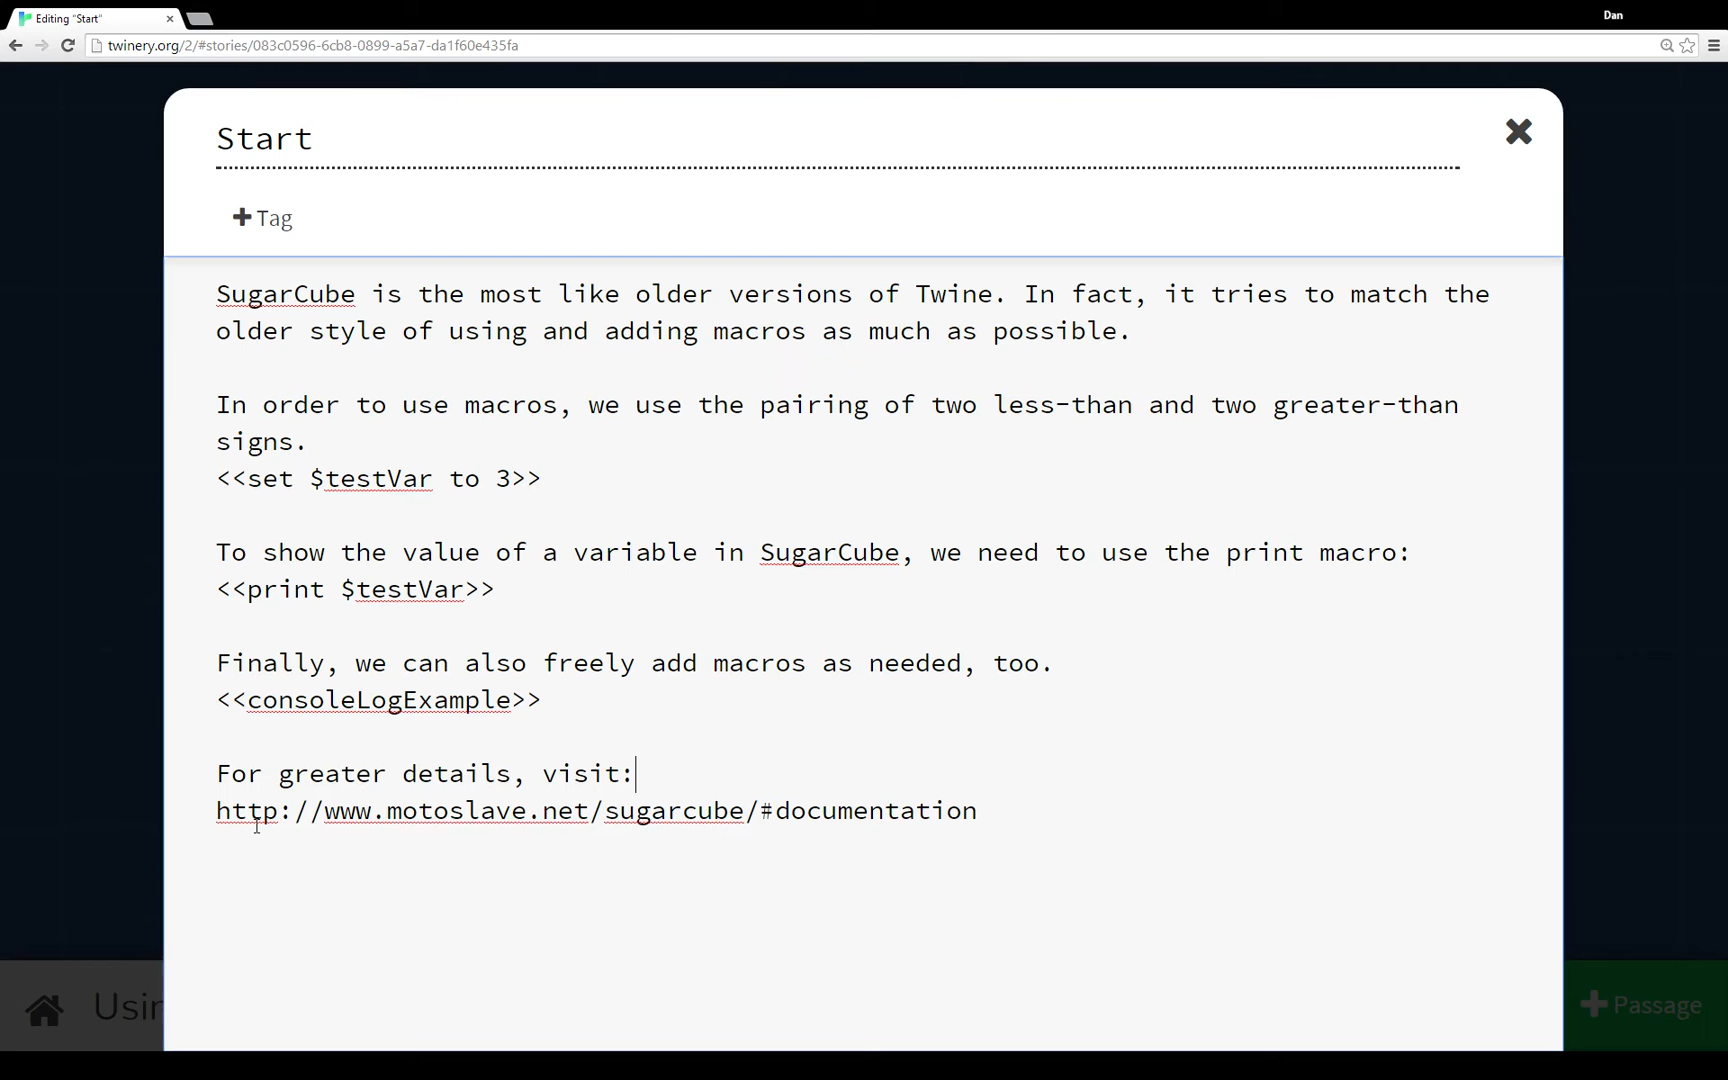 Editing "Start"
Dan
twinery.org/2/#stories/083c0596-6cb8-0899-a5a7-da1f60e435fa
Start
Tag
SugarCube is the most like older versions of Twine. In fact, it tries to match the
older style of using and adding macros as much as possible.
In order to use macros, we use the pairing of two less-than and two greater-than
signs.
<<set $testVar to 3>>
To show the value of a variable in SugarCube, we need to use the print macro:
<<print $testVar>>
Finally, we can also freely add macros as needed, too.
<<consoleLogExample>>
For greater details, visit:
http://www.motoslave.net/sugarcube/#documentation
Usin
Passage